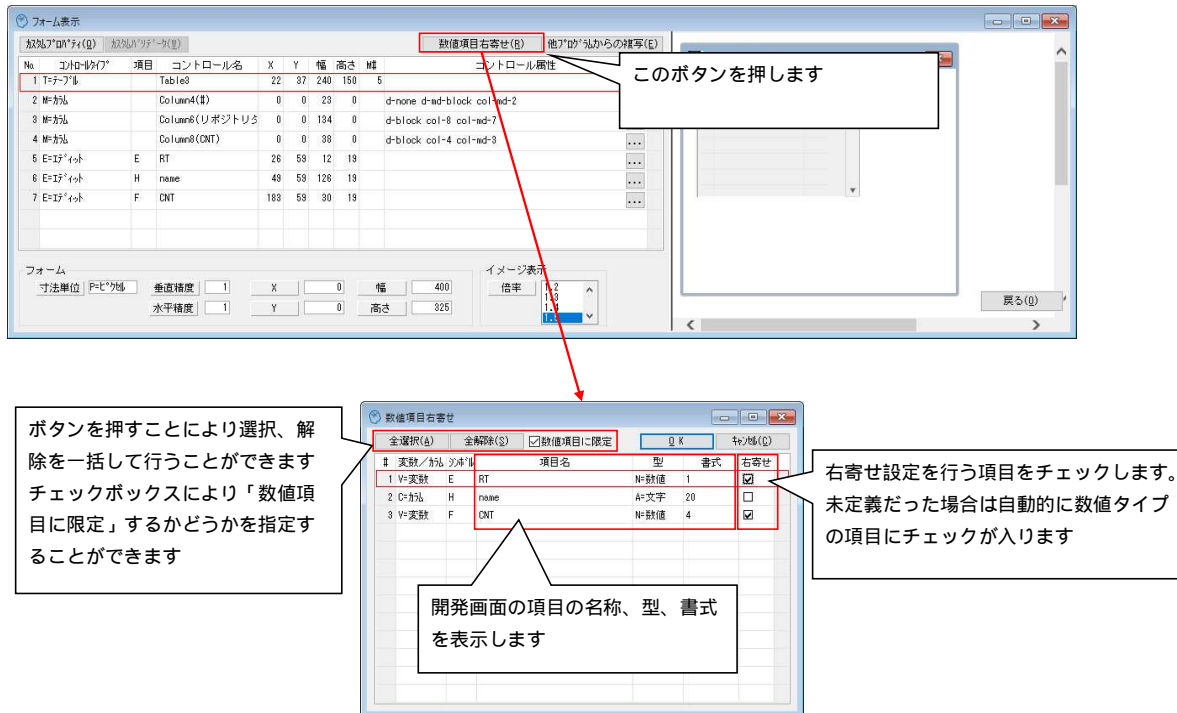 フォーム表示
ｶｽﾀﾑﾌﾟﾛﾊﾟﾃｨ(Q) ｶｽﾀﾑﾊﾞﾘﾃﾞｰﾀ(V) 数値項目右寄せ(R) 他ﾌﾟﾛｸﾞﾗﾑからの複写(E)
No. ｺﾝﾄﾛｰﾙﾀｲﾌﾟ 項目 コントロール名 X Y 幅 高さ コントロール属性
1 T=ﾃｰﾌﾞﾙ Table3 22 37 240 150 5
2 M=ｶﾗﾑ Column4(#) 0 0 23 0 d-none d-md-block col-md-2
3 M=ｶﾗﾑ Column6(リポジトリタ 0 0 134 0 d-block col-8 col-md-7
4 M=ｶﾗﾑ Column8(CNT) 0 0 38 0 d-block col-4 col-md-3 ...
5 E=ｴﾃﾞｨｯﾄ E RT 26 59 12 19 ...
6 E=ｴﾃﾞｨｯﾄ H name 49 59 126 19 ...
7 E=ｴﾃﾞｨｯﾄ F CNT 183 59 30 19 ...
フォーム
寸法単位 P=ﾋﾟｸｾﾙ 垂直精度 1 X 0 幅 400
水平精度 1 Y 0 高さ 325
イメージ表示
倍率 1.2
1.3
1.4
戻る(O)
このボタンを押します
ボタンを押すことにより選択、解
除を一括して行うことができます
チェックボックスにより「数値項
目に限定」するかどうかを指定す
ることができます
数値項目右寄せ
全選択(A) 全解除(S) 数値項目に限定 O K ｷｬﾝｾﾙ(C)
# 変数／ｶﾗﾑ ｼﾝﾎﾞﾙ 項目名 型 書式 右寄せ
1 V=変数 E RT N=数値 1
2 C=ｶﾗﾑ H name A=文字 20
3 V=変数 F CNT N=数値 4
開発画面の項目の名称、型、書式
を表示します
右寄せ設定を行う項目をチェックします。
未定義だった場合は自動的に数値タイプ
の項目にチェックが入ります